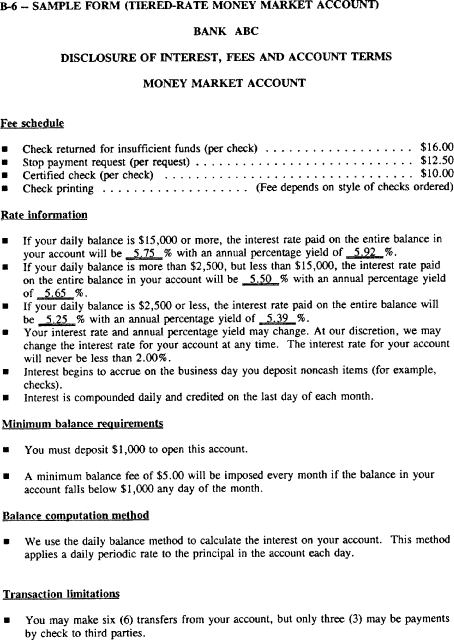 B-6 – SAMPLE FORM (TIERED-RATE MONEY MARKET ACCOUNT)
BANK ABC
DISCLOSURE OF INTEREST, FEES AND ACCOUNT TERMS
MONEY MARKET ACCOUNT
Fee schedule
■ Check returned for insufficient funds (per check) . . . . . . . . . . . . . . . . . . . $16.00
■ Stop payment request (per request) . . . . . . . . . . . . . . . . . . . . . . . . . . . . $12.50
■ Certified check (per check) . . . . . . . . . . . . . . . . . . . . . . . . . . . . . . . . $10.00
■ Check printing . . . . . . . . . . . . . . . . . . . (Fee depends on style of checks ordered)
Rate information
■ If your daily balance is $15,000 or more, the interest rate paid on the entire balance in
your account will be 5.75 % with an annual percentage yield of 5.92 %.
■ If your daily balance is more than $2,500, but less than $15,000, the interest rate paid
on the entire balance in your account will be 5.50 % with an annual percentage yield
of 5.65 %.
■ If your daily balance is $2,500 or less, the interest rate paid on the entire balance will
be 5.25 % with an annual percentage yield of 5.39 %.
■ Your interest rate and annual percentage yield may change. At our discretion, we may
change the interest rate for your account at any time. The interest rate for your account
will never be less than 2.00%.
■ Interest begins to accrue on the business day you deposit noncash items (for example,
checks).
■ Interest is compounded daily and credited on the last day of each month.
Minimum balance requirements
■ You must deposit $1,000 to open this account.
■ A minimum balance fee of $5.00 will be imposed every month if the balance in your
account falls below $1,000 any day of the month.
Balance computation method
■ We use the daily balance method to calculate the interest on your account. This method
applies a daily periodic rate to the principal in the account each day.
Transaction limitations
■ You may make six (6) transfers from your account, but only three (3) may be payments
by check to third parties.